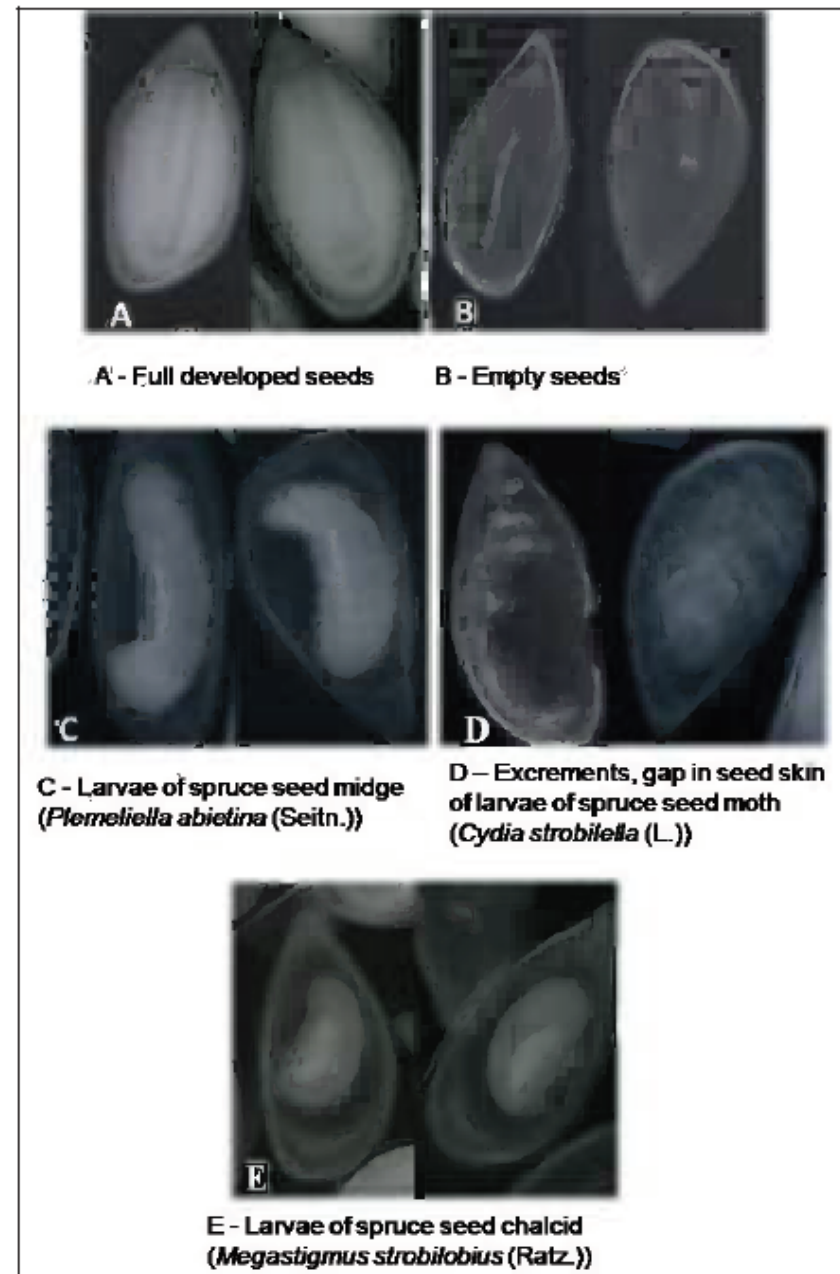 A
B
A - Full developed seeds
B - Empty seeds
C
D
C - Larvae of spruce seed midge
(Plemeliella abietina (Seitn.))
D – Excrements, gap in seed skin
of larvae of spruce seed moth
(Cydia strobilella (L.))
E
E - Larvae of spruce seed chalcid
(Megastigmus strobilobius (Ratz.))